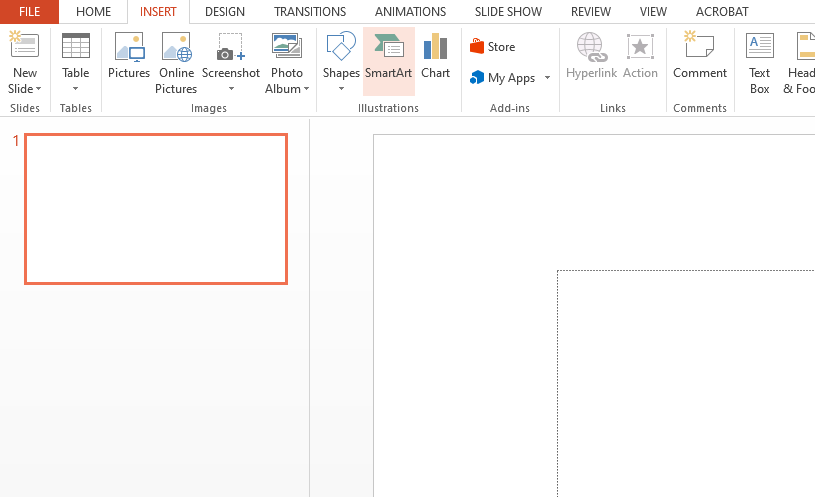 FILE HOME INSERT DESIGN TRANSITIONS ANIMATIONS SLIDE SHOW REVIEW VIEW ACROBAT
New Slide
Table
Pictures
Online Pictures
Screenshot
Photo Album
Shapes
SmartArt
Chart
Store
My Apps
Hyperlink
Action
Comment
Text Box
Slides Tables Images Illustrations Add-ins Links Comments
1